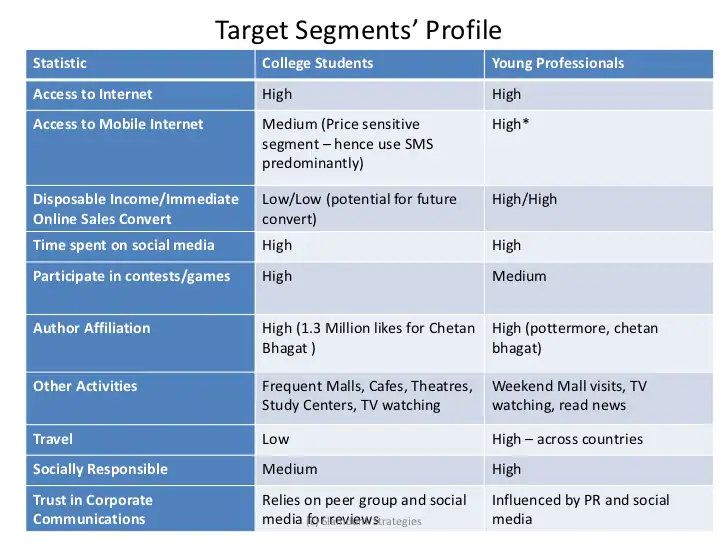 Target Segments’ Profile
Statistic College Students Young Professionals
Access to Internet High High
Access to Mobile Internet Medium (Price sensitive segment – hence use SMS predominantly) High*
Disposable Income/Immediate Online Sales Convert Low/Low (potential for future convert) High/High
Time spent on social media High High
Participate in contests/games High Medium
Author Affiliation High (1.3 Million likes for Chetan Bhagat ) High (pottermore, chetan bhagat)
Other Activities Frequent Malls, Cafes, Theatres, Study Centers, TV watching Weekend Mall visits, TV watching, read news
Travel Low High – across countries
Socially Responsible Medium High
Trust in Corporate Communications Relies on peer group and social media for reviews Influenced by PR and social media
Strategies